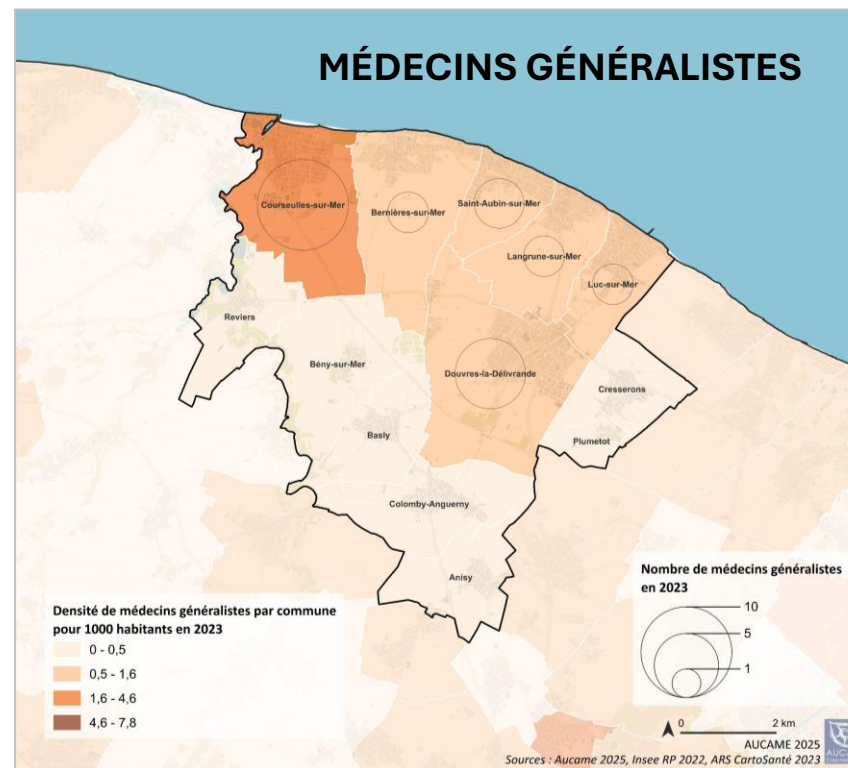 MÉDECINS GÉNÉRALISTES
Courseulles-sur-Mer
Bernières-sur-Mer
Saint-Aubin-sur-Mer
Langrune-sur-Mer
Luc-sur-Mer
Reviers
Bény-sur-Mer
Douvres-la-Délivrande
Cresserons
Basly
Plumetot
Colomby-Anguerny
Anisy
Densité de médecins généralistes par commune
pour 1000 habitants en 2023
0 - 0,5
0,5 - 1,6
1,6 - 4,6
4,6 - 7,8
Nombre de médecins généralistes
en 2023
10
5
1
0 2 km
AUCAME 2025
Sources : Aucame 2025, Insee RP 2022, ARS CartoSanté 2023